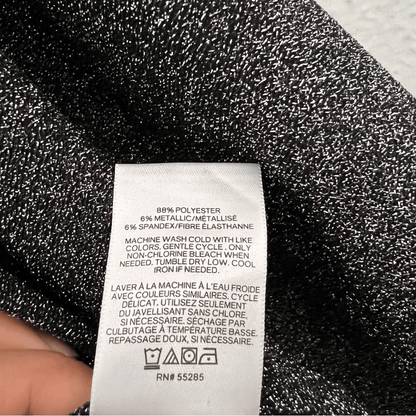 88% POLYESTER
6% METALLIC/MÉTALLISÉ
6% SPANDEX/FIBRE ÉLASTHANNE
MACHINE WASH COLD WITH LIKE
COLORS. GENTLE CYCLE . ONLY
NON-CHLORINE BLEACH WHEN
NEEDED. TUMBLE DRY LOW. COOL
IRON IF NEEDED.
LAVER À LA MACHINE À L'EAU FROIDE
AVEC COULEURS SIMILAIRES. CYCLE
DÉLICAT. UTILISEZ SEULEMENT
DU JAVELLISANT SANS CHLORE,
SI NÉCESSAIRE. SÉCHAGE PAR
CULBUTAGE À TEMPÉRATURE BASSE.
REPASSAGE DOUX, SI NÉCESSAIRE.
RN# 55285